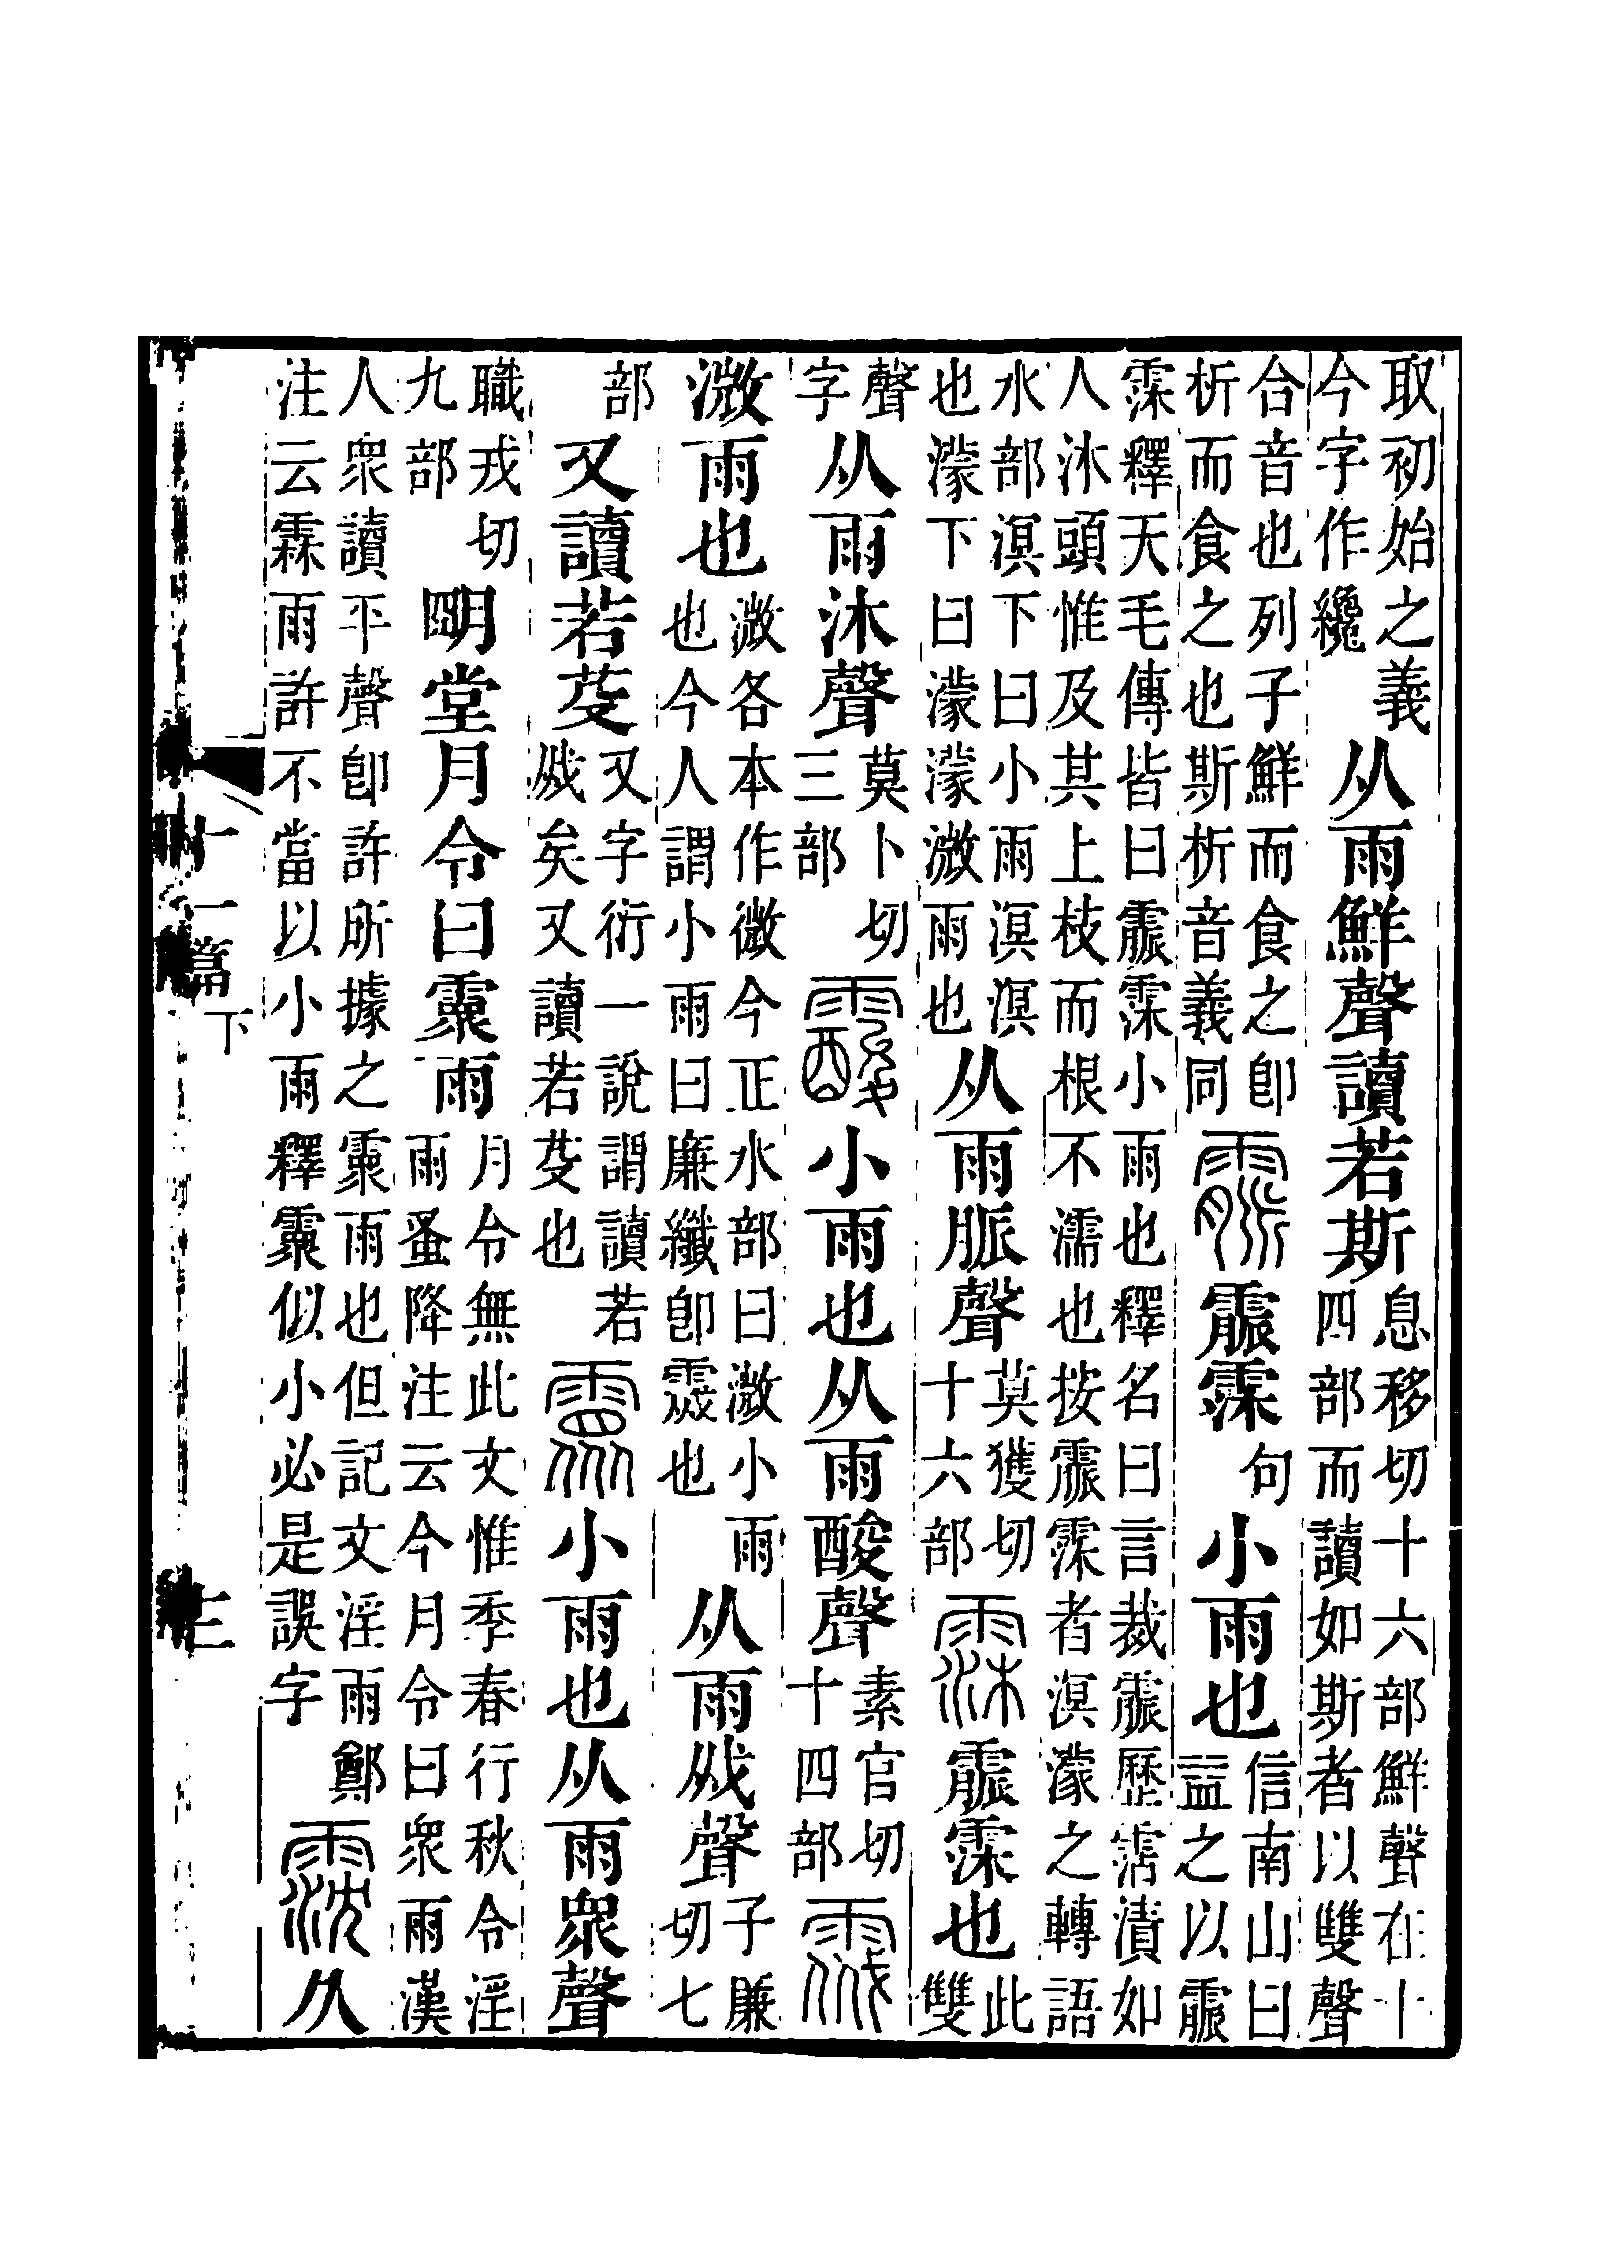 取初始之義今字作纔从雨鮮聲讀若斯息移切十六部鮮聲在十四部而讀如斯者以雙聲
合音也列子鮮而食之卽析而食之也斯析音義同霢霢霂句小雨也信南山曰益之以霢
霂釋天毛傳皆曰霢霂小雨也釋名曰言裁霢歷霑漬如人沐頭惟及其上枝而根不濡也按霢霂者溟濛之轉語
水部溟下曰小雨溟溟也濛下曰濛濛溦雨也从雨脈聲莫獲切十六部霂霢霂也此雙
聲字从雨沐聲莫卜切三部小雨也从雨酸聲素官切十四部
溦雨也溦各本作溦今正水部曰溦小雨也今人謂小雨曰廉纖卽也从雨㦰聲子廉切七
部又讀若芟又字衍一說謂讀若㦰矣又讀若芟也䨦小雨也从雨眾聲
職戎切九部朙堂月令曰䨦雨月令無此文惟季春行秋令淫雨蚤降注云今月令曰眾雨漢
人眾讀平聲卽許所據之䨦雨也但記文淫雨鄭注云霖雨許不當以小雨釋䨦似小必是誤字霃久
十一篇下